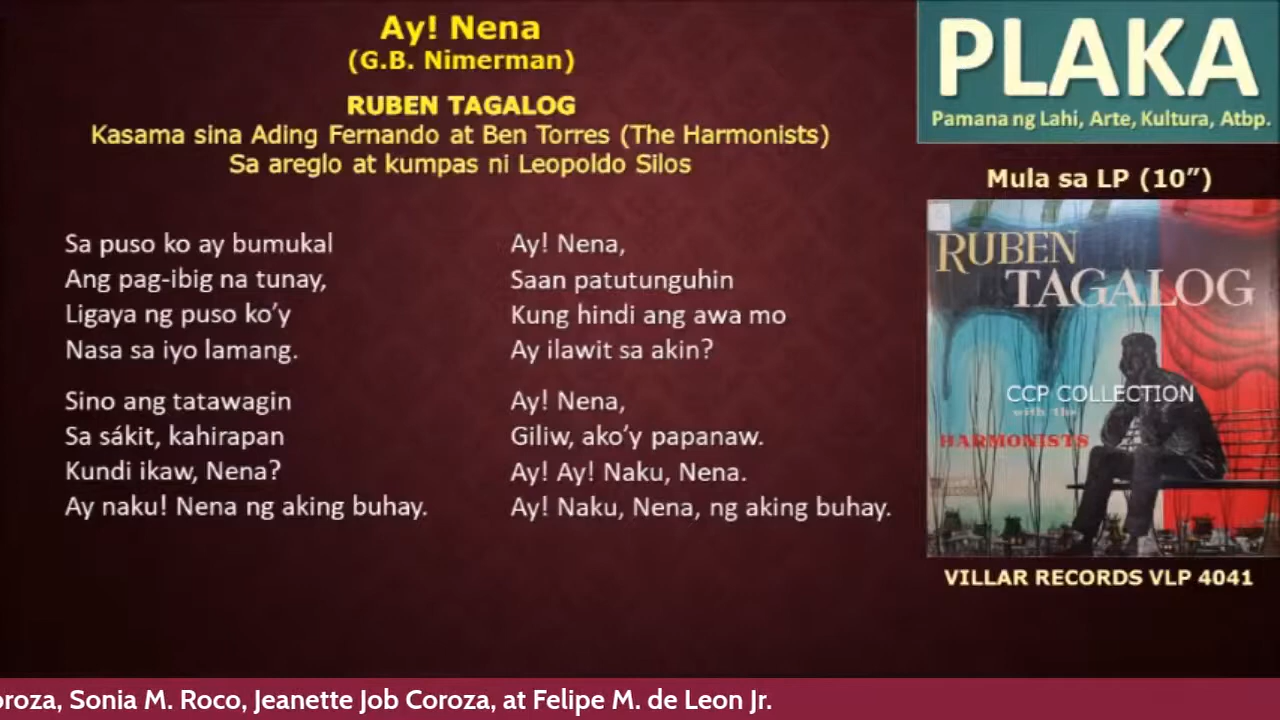 Ay! Nena
(G.B. Nimerman)
RUBEN TAGALOG
Kasama sina Ading Fernando at Ben Torres (The Harmonists)
Sa areglo at kumpas ni Leopoldo Silos
Sa puso ko ay bumukal
Ang pag-ibig na tunay,
Ligaya ng puso ko’y
Nasa sa iyo lamang.
Sino ang tatawagin
Sa sákit, kahirapan
Kundi ikaw, Nena?
Ay naku! Nena ng aking buhay.
Ay! Nena,
Saan patutunguhin
Kung hindi ang awa mo
Ay ilawit sa akin?
Ay! Nena,
Giliw, ako’y papanaw.
Ay! Ay! Naku, Nena.
Ay! Naku, Nena, ng aking buhay.
PLAKA
Pamana ng Lahi, Arte, Kultura, Atbp.
Mula sa LP (10”)
RUBEN
TAGALOG
CCP COLLECTION
with the
HARMONISTS
VILLAR RECORDS VLP 4041
oroza, Sonia M. Roco, Jeanette Job Coroza, at Felipe M. de Leon Jr.